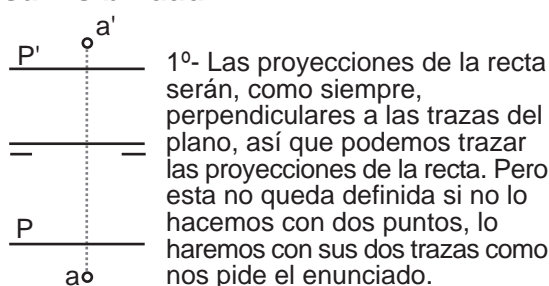 a'
P'
P
a
1º- Las proyecciones de la recta
serán, como siempre,
perpendiculares a las trazas del
plano, así que podemos trazar
las proyecciones de la recta. Pero
esta no queda definida si no lo
hacemos con dos puntos, lo
haremos con sus dos trazas como
nos pide el enunciado.